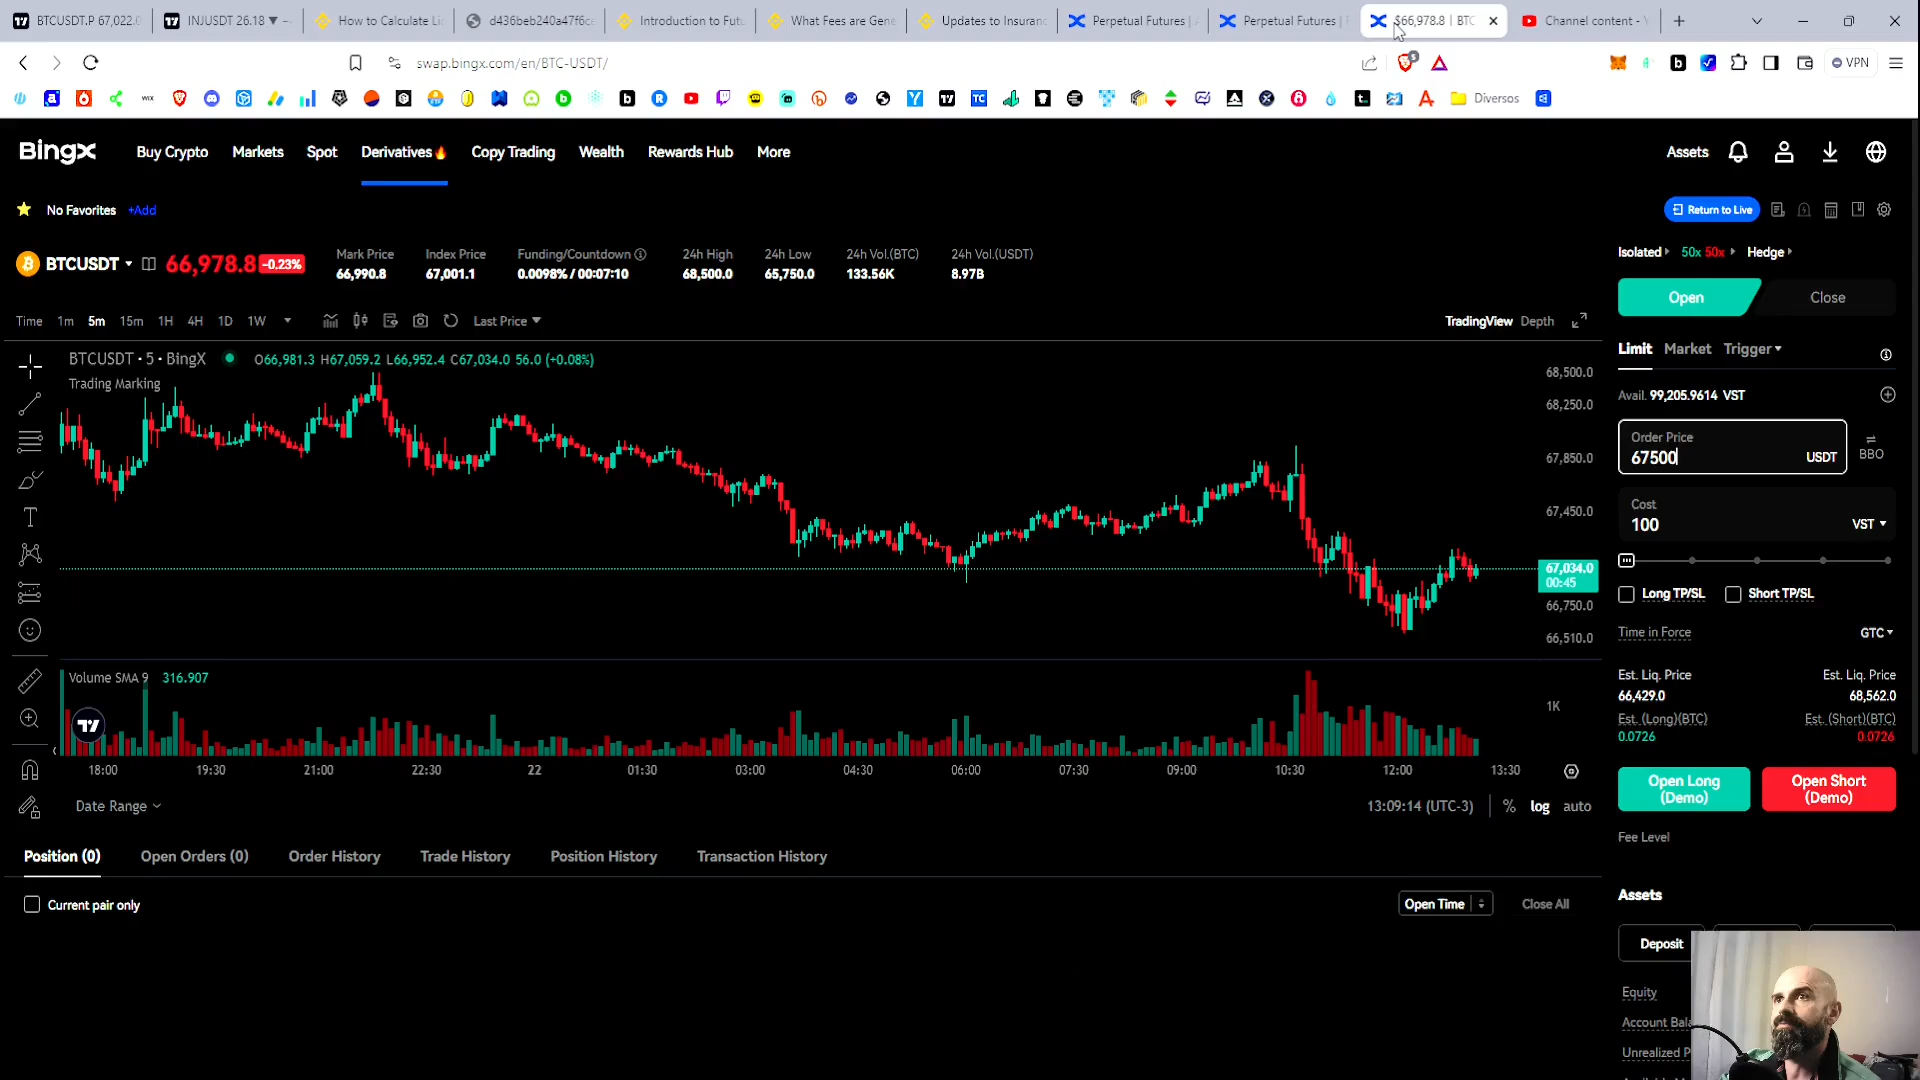 BTCUSDT.P 67,022.0
INJUSDT 26.18 ▼ −
How to Calculate Li
d436beb240a47f6ce
Introduction to Futu
What Fees are Gene
Updates to Insuranc
Perpetual Futures |
Perpetual Futures |
$66,978.8 | BTC
Channel content - Y
swap.bingx.com/en/BTC-USDT/
VPN
Diversos
BingX
Buy Crypto
Markets
Spot
Derivatives
Copy Trading
Wealth
Rewards Hub
More
Assets
No Favorites
+Add
Return to Live
BTCUSDT
66,978.8
-0.23%
Mark Price
66,990.8
Index Price
67,001.1
Funding/Countdown
0.0098% / 00:07:10
24h High
68,500.0
24h Low
65,750.0
24h Vol.(BTC)
133.56K
24h Vol.(USDT)
8.97B
Isolated
50x 50x
Hedge
Open
Close
Time
1m
5m
15m
1H
4H
1D
1W
Last Price
TradingView
Depth
Limit
Market
Trigger
BTCUSDT · 5 · BingX
O66,981.3 H67,059.2 L66,952.4 C67,034.0 56.0 (+0.08%)
Trading Marking
68,500.0
68,250.0
67,850.0
67,450.0
67,034.0
00:45
66,750.0
66,510.0
Avail. 99,205.9614 VST
Order Price
67500
USDT
BBO
Cost
100
VST
Long TP/SL
Short TP/SL
Time in Force
GTC
Est. Liq. Price
Est. Liq. Price
66,429.0
68,562.0
Est. (Long)(BTC)
Est. (Short)(BTC)
0.0726
0.0726
Volume SMA 9
316.907
1K
18:00
19:30
21:00
22:30
22
01:30
03:00
04:30
06:00
07:30
09:00
10:30
12:00
13:30
Open Long
(Demo)
Open Short
(Demo)
Date Range
13:09:14 (UTC-3)
%
log
auto
Fee Level
Position (0)
Open Orders (0)
Order History
Trade History
Position History
Transaction History
Current pair only
Open Time
Close All
Assets
Deposit
Equity
Account Bala
Unrealized P